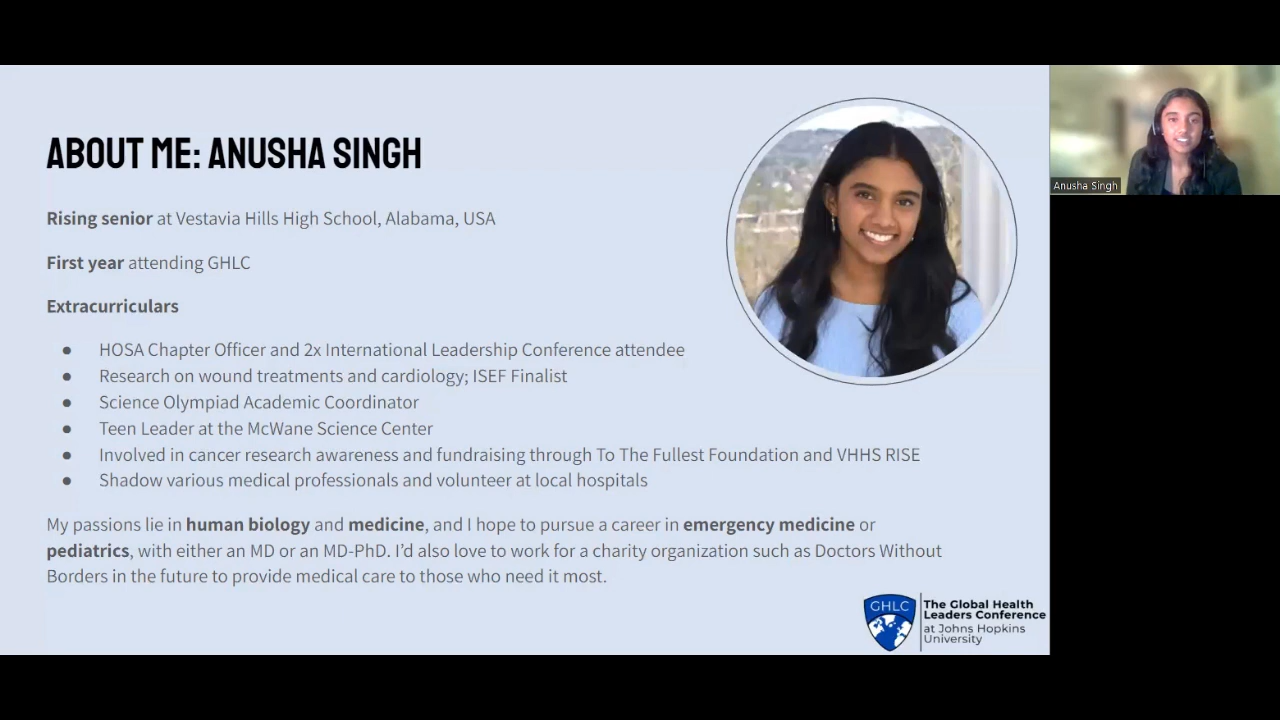 ABOUT ME: ANUSHA SINGH
Rising senior at Vestavia Hills High School, Alabama, USA
First year attending GHLC
Extracurriculars
● HOSA Chapter Officer and 2x International Leadership Conference attendee
● Research on wound treatments and cardiology; ISEF Finalist
● Science Olympiad Academic Coordinator
● Teen Leader at the McWane Science Center
● Involved in cancer research awareness and fundraising through To The Fullest Foundation and VHHS RISE
● Shadow various medical professionals and volunteer at local hospitals
My passions lie in human biology and medicine, and I hope to pursue a career in emergency medicine or
pediatrics, with either an MD or an MD-PhD. I’d also love to work for a charity organization such as Doctors Without
Borders in the future to provide medical care to those who need it most.
GHLC
The Global Health
Leaders Conference
at Johns Hopkins
University
Anusha Singh